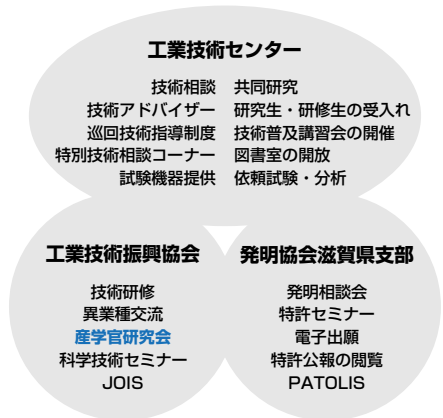 工業技術センター
技術相談 共同研究
技術アドバイザー 研究生・研修生の受入れ
巡回技術指導制度 技術普及講習会の開催
特別技術相談コーナー 図書室の開放
試験機器提供 依頼試験・分析
工業技術振興協会
技術研修
異業種交流
産学官研究会
科学技術セミナー
JOIS
発明協会滋賀県支部
発明相談会
特許セミナー
電子出願
特許公報の閲覧
PATOLIS